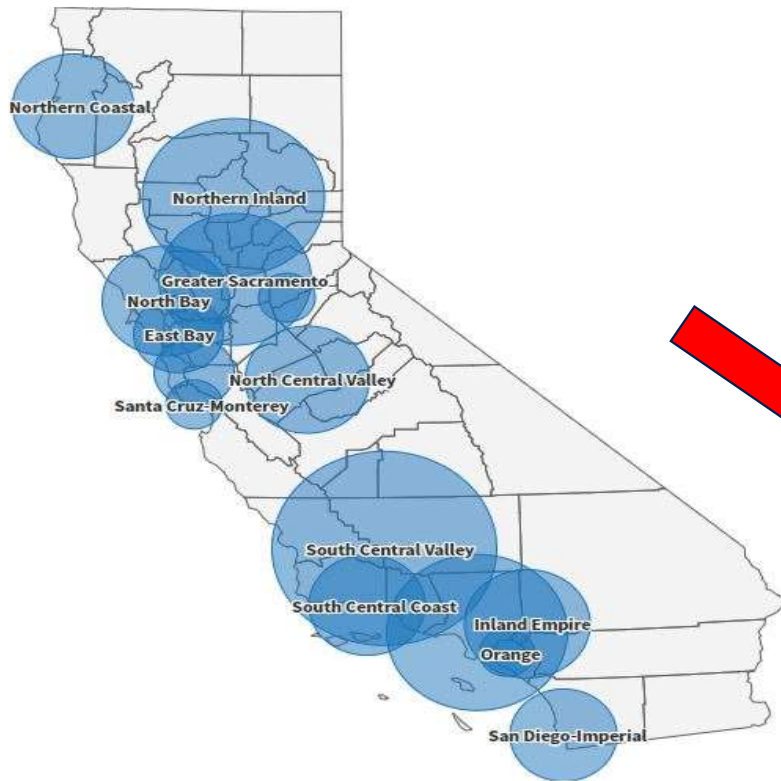 Northern Coastal
Northern Inland
Greater Sacramento
North Bay
East Bay
North Central Valley
Santa Cruz-Monterey
South Central Valley
South Central Coast
Inland Empire
Orange
San Diego-Imperial